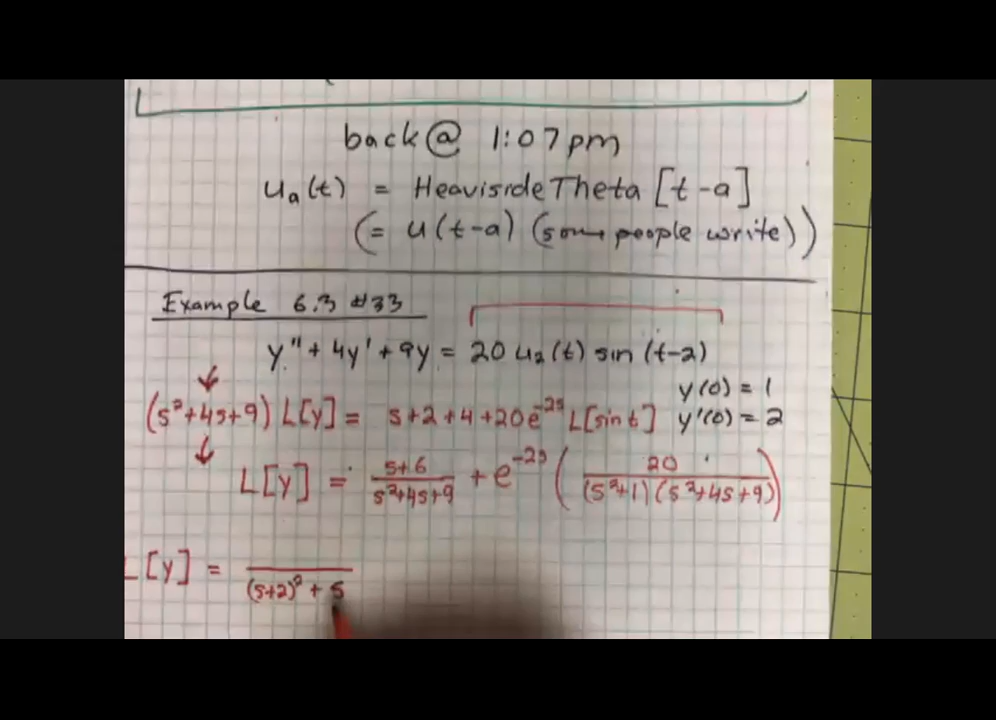 back@ 1:07pm
uₐ(t) = HeavisideTheta [t-a]
(= u(t-a) (some people write))
Example 6.3 #33
y'' + 4y' + 9y = 20 u₂(t) sin (t-2)
y(0) = 1
(s²+4s+9) L[y] = s+2+4+20e⁻²ˢ L[sin t] y'(0) = 2
L[y] = (s+6)/(s²+4s+9) + e⁻²ˢ (20/((s²+1)(s²+4s+9)))
L[y] = /((s+2)² + 5